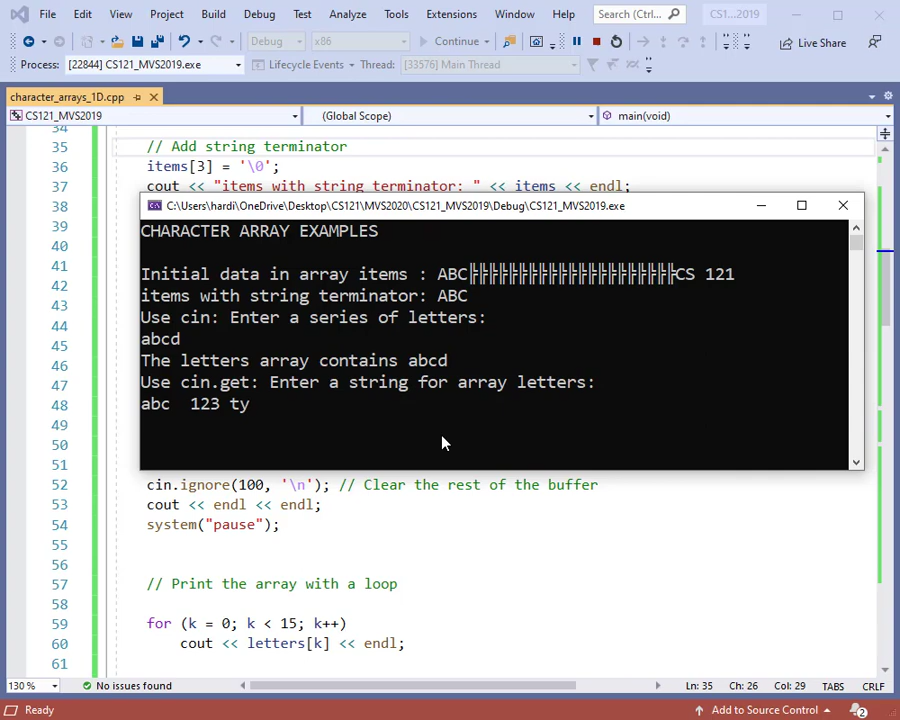 File Edit View Project Build Debug Test Analyze Tools Extensions Window Help Search (Ctrl... CS1...2019
Debug x86 Continue Live Share
Process: [22844] CS121_MVS2019.exe Lifecycle Events Thread: [33576] Main Thread
character_arrays_1D.cpp
CS121_MVS2019 (Global Scope) main(void)
34
35 // Add string terminator
36 items[3] = '\0';
37 cout << "items with string terminator: " << items << endl;
38
C:\Users\hardi\OneDrive\Desktop\CS121\MVS2020\CS121_MVS2019\Debug\CS121_MVS2019.exe
39
CHARACTER ARRAY EXAMPLES
40
41
Initial data in array items : ABC╠╠╠╠╠╠╠╠╠╠╠╠╠╠╠╠╠╠╠╠╠CS 121
42
items with string terminator: ABC
43
Use cin: Enter a series of letters:
44
abcd
45
The letters array contains abcd
46
Use cin.get: Enter a string for array letters:
47
abc  123 ty
48
49
50
51
52 cin.ignore(100, '\n'); // Clear the rest of the buffer
53 cout << endl << endl;
54 system("pause");
55
56
57 // Print the array with a loop
58
59 for (k = 0; k < 15; k++)
60 cout << letters[k] << endl;
61
130 % No issues found Ln: 35 Ch: 26 Col: 29 TABS CRLF
Ready Add to Source Control 2